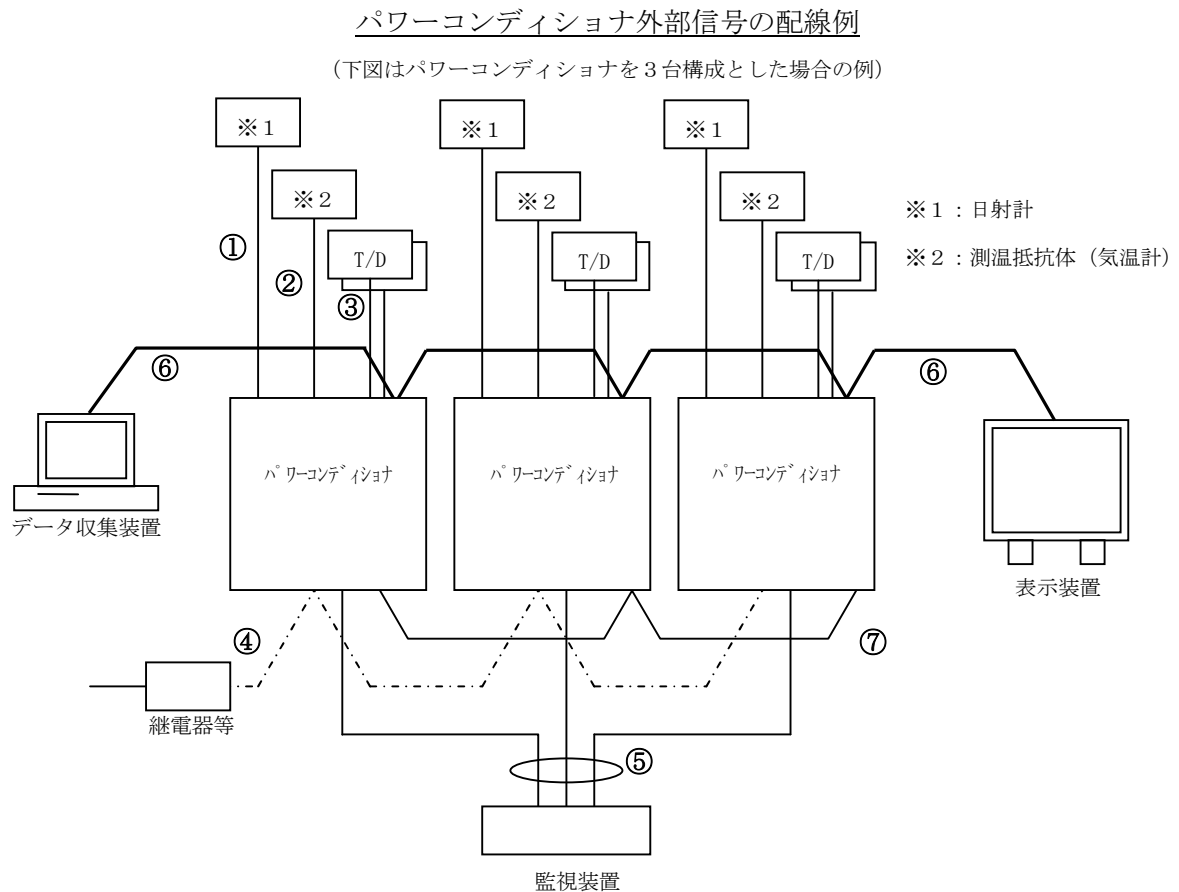 パワーコンディショナ外部信号の配線例
（下図はパワーコンディショナを３台構成とした場合の例）
※１
※１
※１
※２
※２
※２
※１：日射計
①
T/D
T/D
T/D
※２：測温抵抗体（気温計）
②
③
⑥
⑥
ﾊﾟﾜｰｺﾝﾃﾞｨｼｮﾅ
ﾊﾟﾜｰｺﾝﾃﾞｨｼｮﾅ
ﾊﾟﾜｰｺﾝﾃﾞｨｼｮﾅ
データ収集装置
表示装置
④
⑦
継電器等
⑤
監視装置